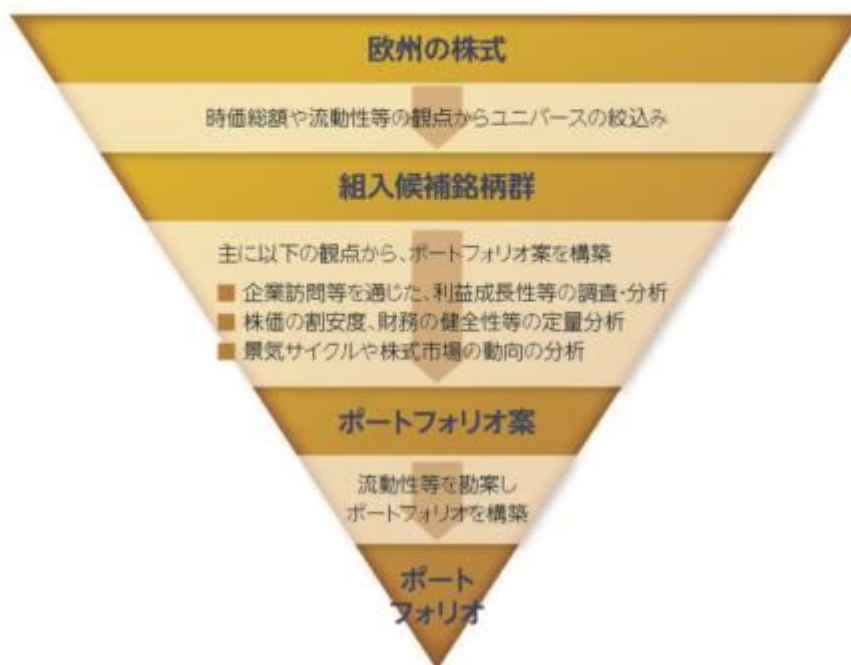 欧州の株式
時価総額や流動性等の観点からユニバースの絞込み
組入候補銘柄群
主に以下の観点から、ポートフォリオ案を構築
■ 企業訪問等を通じた、利益成長性等の調査・分析
■ 株価の割安度、財務の健全性等の定量分析
■ 景気サイクルや株式市場の動向の分析
ポートフォリオ案
流動性等を勘案し
ポートフォリオを構築
ポート
フォリオ